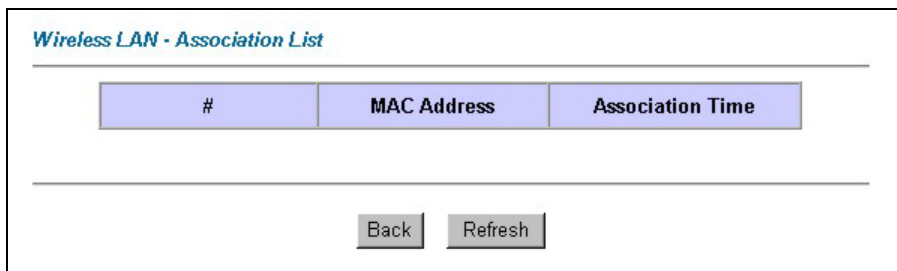 Wireless LAN - Association List
# MAC Address Association Time
Back Refresh